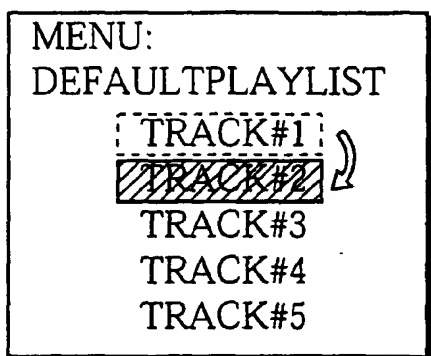 MENU:
DEFAULTPLAYLIST
TRACK#1
TRACK#2
TRACK#3
TRACK#4
TRACK#5